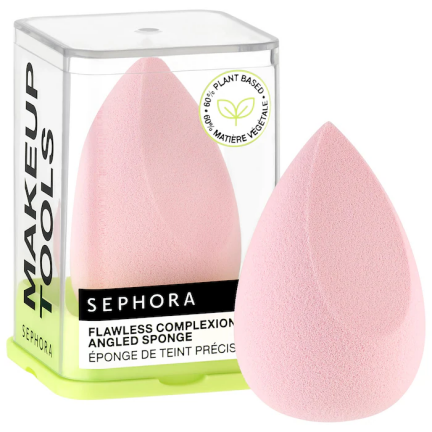 MAKEUP
TOOLS
SEPHORA
60% PLANT BASED •
60% MATIÈRE VÉGÉTALE •
SEPHORA
FLAWLESS COMPLEXION
ANGLED SPONGE
ÉPONGE DE TEINT PRÉCIS